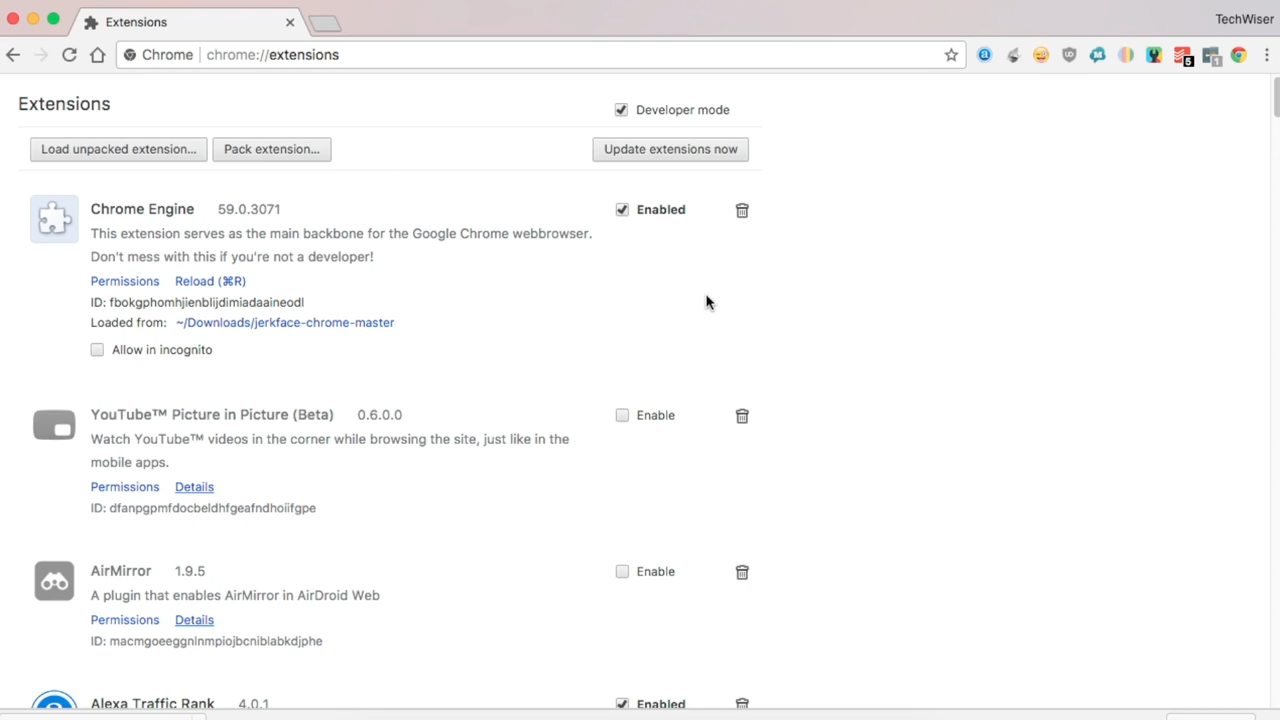 Extensions
TechWiser
Chrome chrome://extensions
5
1
Extensions
Developer mode
Load unpacked extension... Pack extension... Update extensions now
Chrome Engine 59.0.3071 Enabled
This extension serves as the main backbone for the Google Chrome webbrowser.
Don't mess with this if you're not a developer!
Permissions Reload (⌘R)
ID: fbokgphomhjienblijdimiadaaineodl
Loaded from: ~/Downloads/jerkface-chrome-master
Allow in incognito
YouTube™ Picture in Picture (Beta) 0.6.0.0 Enable
Watch YouTube™ videos in the corner while browsing the site, just like in the
mobile apps.
Permissions Details
ID: dfanpgpmfdocbeldhfgeafndhoiifgpe
AirMirror 1.9.5 Enable
A plugin that enables AirMirror in AirDroid Web
Permissions Details
ID: macmgoeeggnlnmpiojbcniblabkdjphe
Alexa Traffic Rank 4.0.1 Enabled